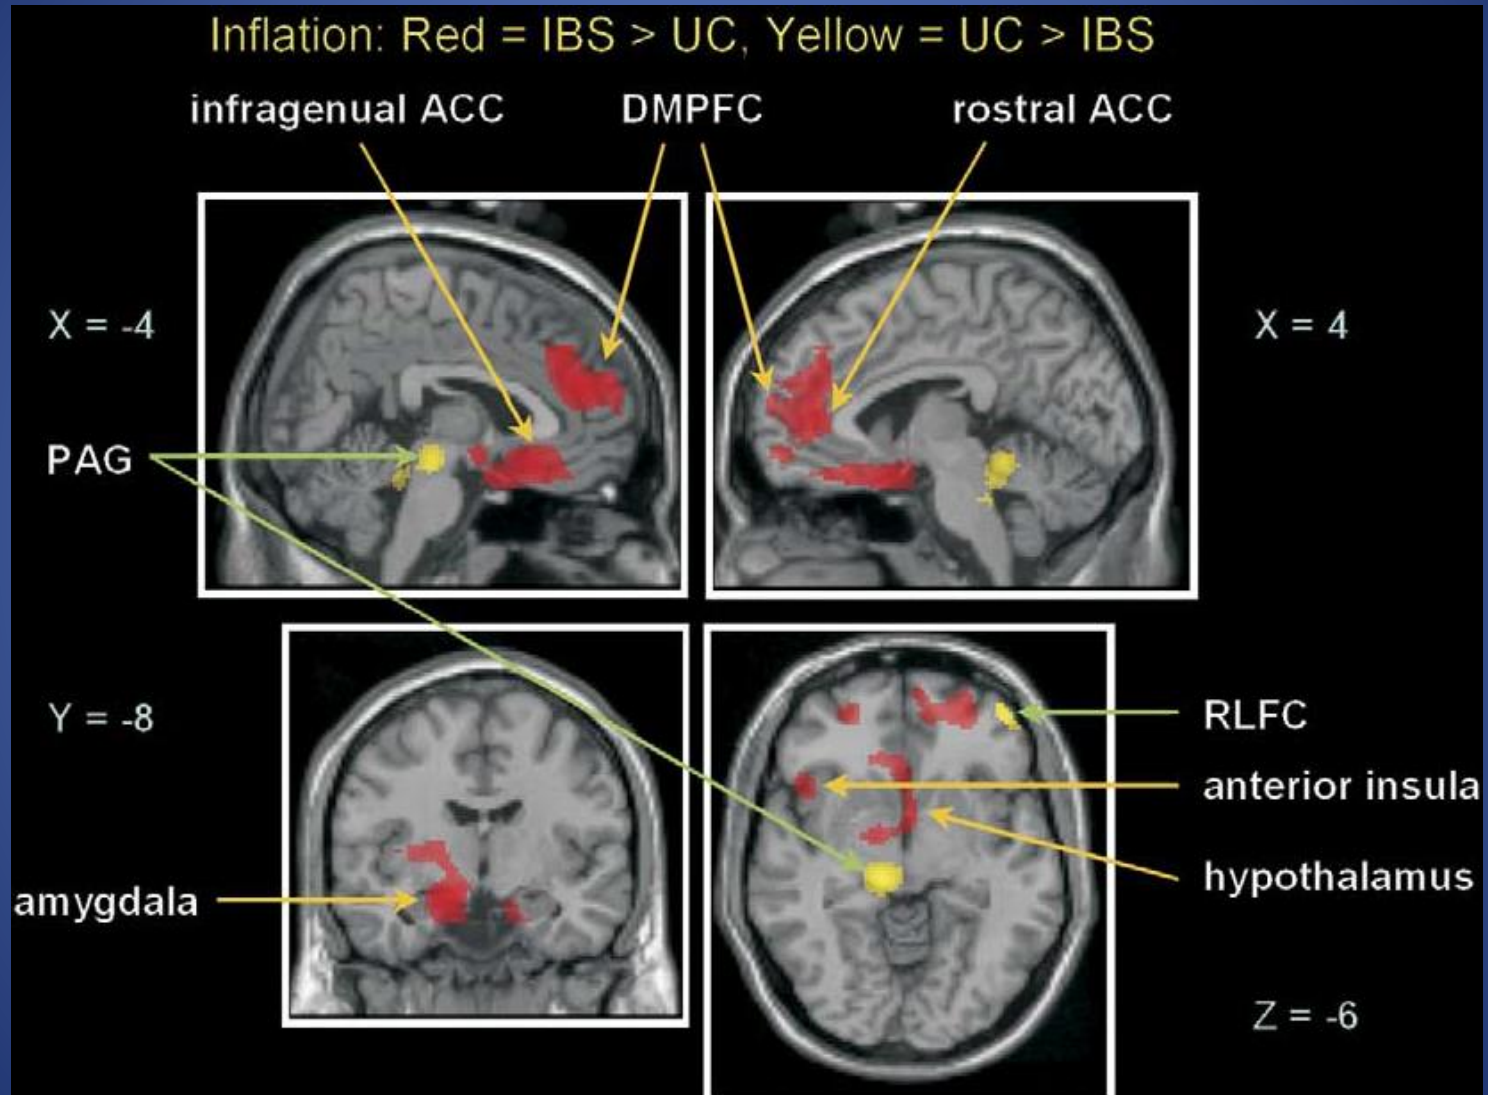 Inflation: Red = IBS > UC, Yellow = UC > IBS
infragenual ACC
DMPFC
rostral ACC
X = -4
X = 4
PAG
Y = -8
RLFC
anterior insula
hypothalamus
amygdala
Z = -6